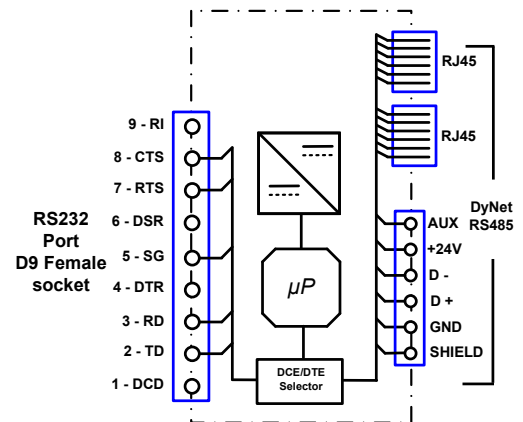 RS232
Port
D9 Female
socket
9 - RI
8 - CTS
7 - RTS
6 - DSR
5 - SG
4 - DTR
3 - RD
2 - TD
1 - DCD
µP
DCE/DTE
Selector
RJ45
RJ45
AUX
+24V
D -
D +
GND
SHIELD
DyNet
RS485